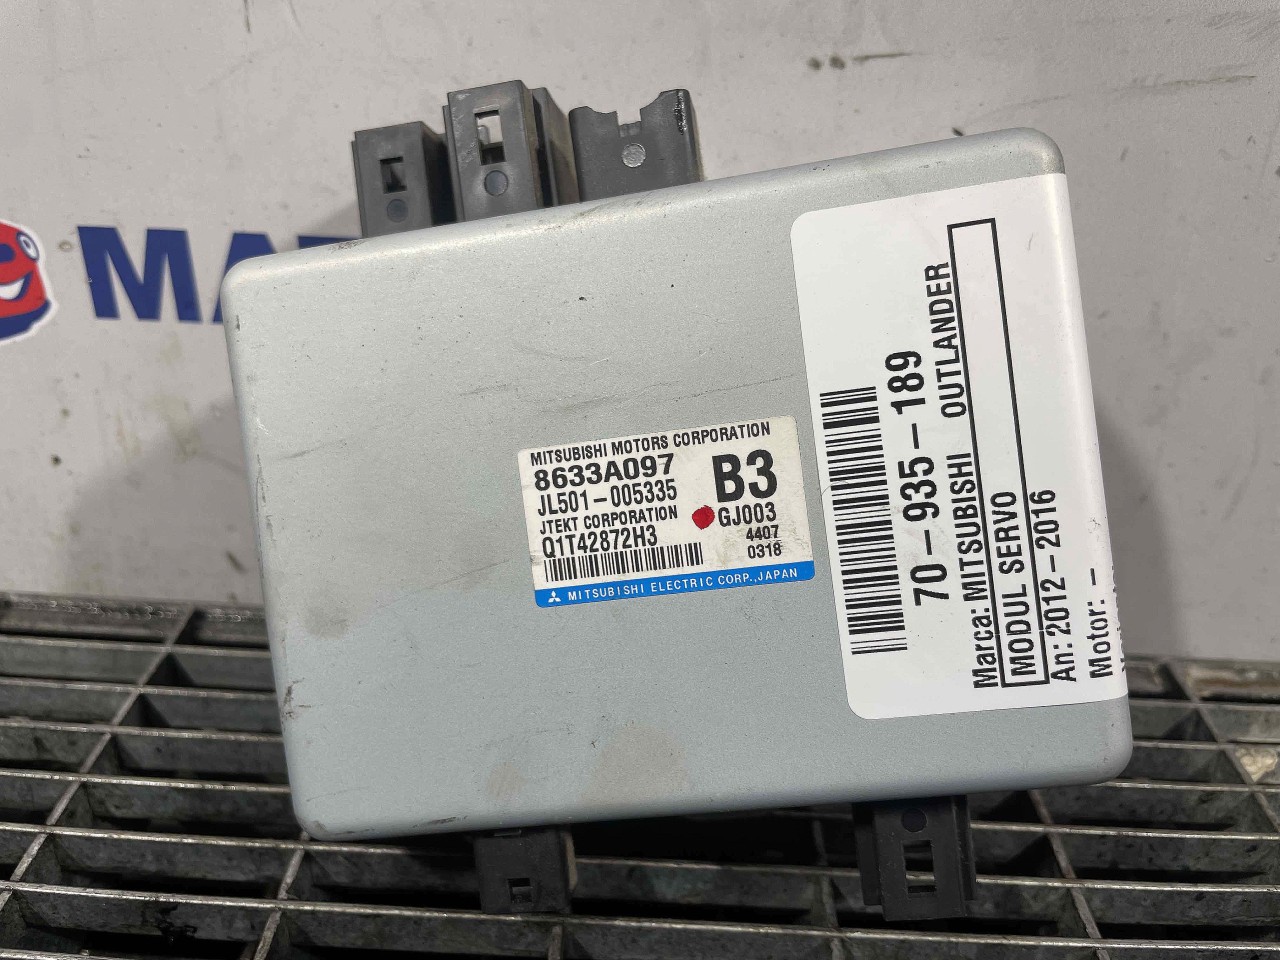 MITSUBISHI MOTORS CORPORATION
8633A097
B3
JL501-005335
JTEKT CORPORATION
GJ003
Q1T42872H3
4407
0318
MITSUBISHI ELECTRIC CORP., JAPAN
70-935-189
Marca: MITSUBISHI OUTLANDER
MODUL SERVO
An: 2012-2016
Motor: -